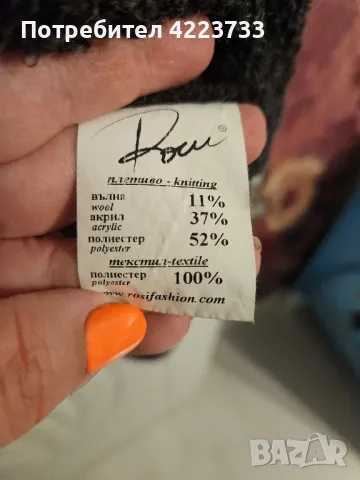 Потребител 4223733
Роси®
плетиво - knitting
вълна 11%
wool
акрил 37%
acrylic
полиестер 52%
polyester
текстил-textile
полиестер 100%
polyester
www.rosifashion.com
BAZAR